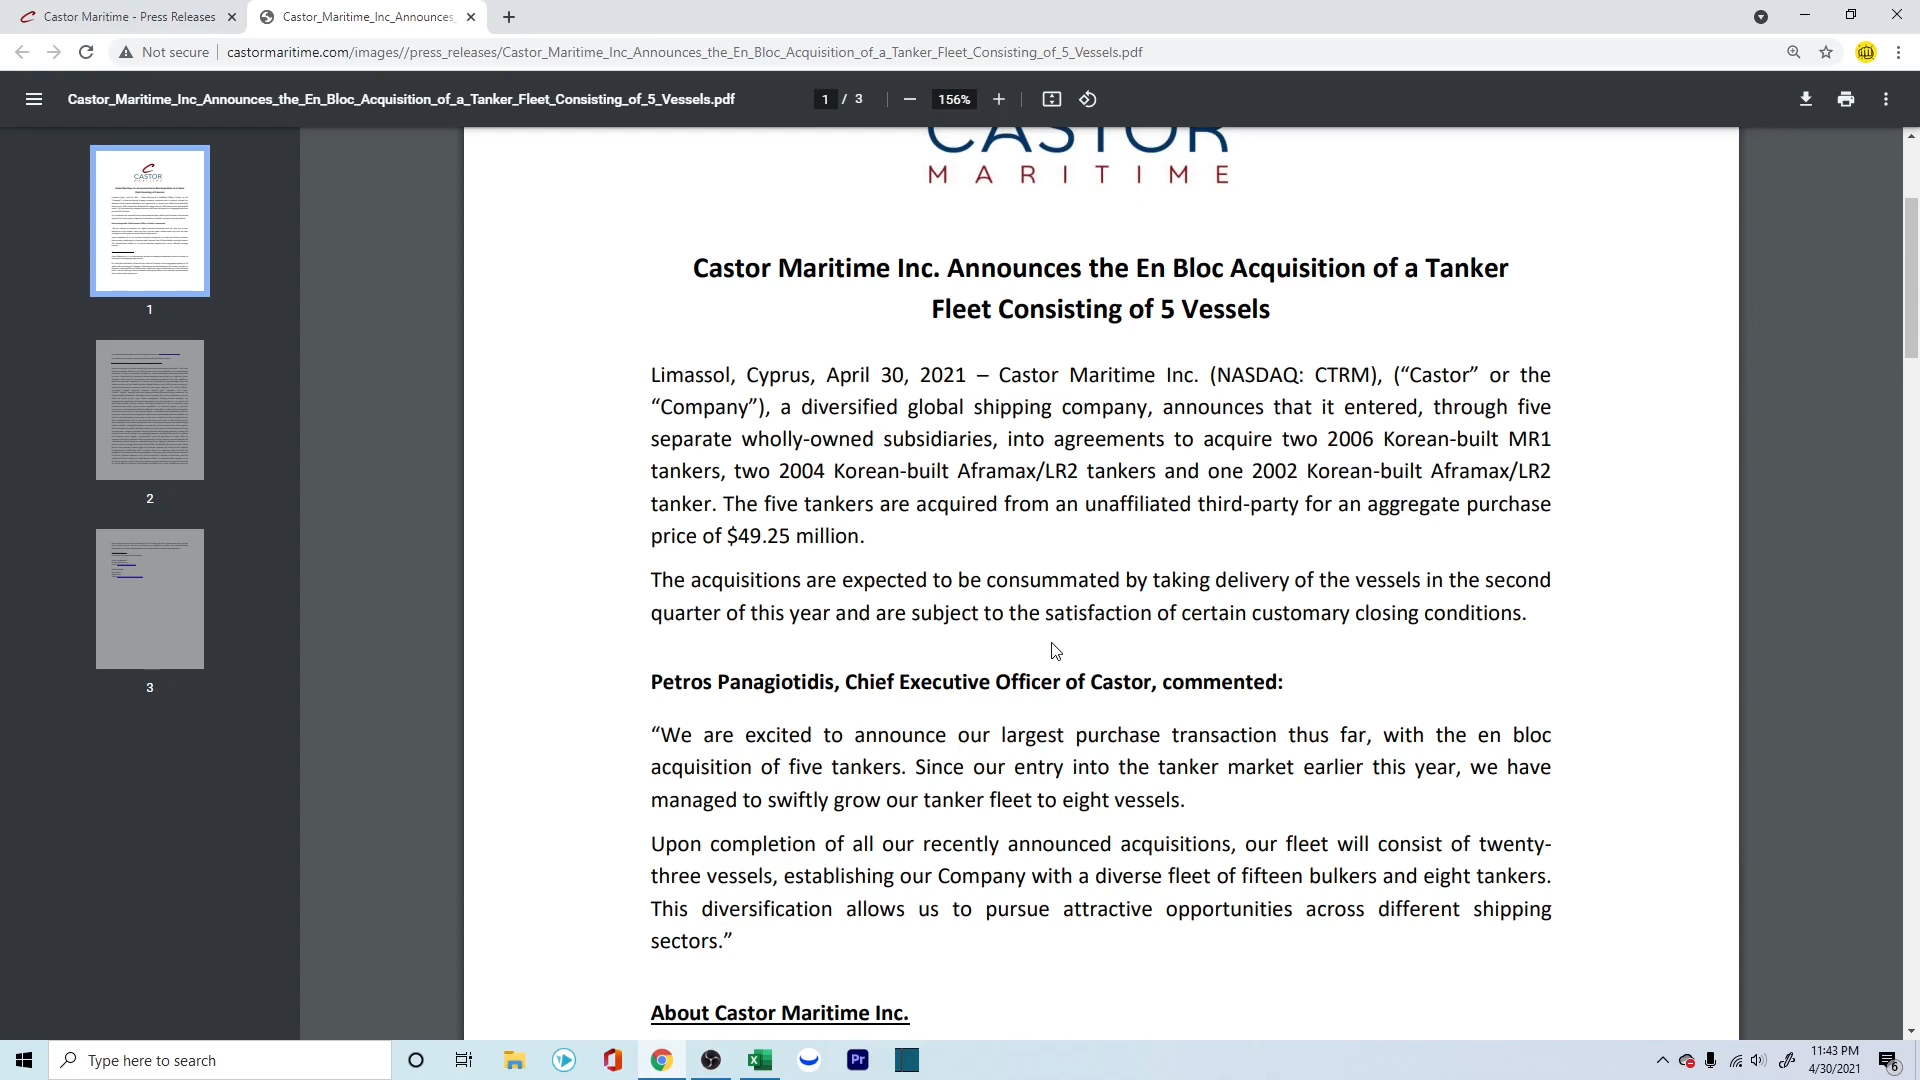 Castor Maritime - Press Releases
Castor_Maritime_Inc_Announces_
Not secure
castormaritime.com/images//press_releases/Castor_Maritime_Inc_Announces_the_En_Bloc_Acquisition_of_a_Tanker_Fleet_Consisting_of_5_Vessels.pdf
Castor_Maritime_Inc_Announces_the_En_Bloc_Acquisition_of_a_Tanker_Fleet_Consisting_of_5_Vessels.pdf
1 / 3
156%
1
2
3
CASTOR
MARITIME
Castor Maritime Inc. Announces the En Bloc Acquisition of a Tanker
Fleet Consisting of 5 Vessels
Limassol, Cyprus, April 30, 2021 – Castor Maritime Inc. (NASDAQ: CTRM), (“Castor” or the
“Company”), a diversified global shipping company, announces that it entered, through five
separate wholly-owned subsidiaries, into agreements to acquire two 2006 Korean-built MR1
tankers, two 2004 Korean-built Aframax/LR2 tankers and one 2002 Korean-built Aframax/LR2
tanker. The five tankers are acquired from an unaffiliated third-party for an aggregate purchase
price of $49.25 million.
The acquisitions are expected to be consummated by taking delivery of the vessels in the second
quarter of this year and are subject to the satisfaction of certain customary closing conditions.
Petros Panagiotidis, Chief Executive Officer of Castor, commented:
“We are excited to announce our largest purchase transaction thus far, with the en bloc
acquisition of five tankers. Since our entry into the tanker market earlier this year, we have
managed to swiftly grow our tanker fleet to eight vessels.
Upon completion of all our recently announced acquisitions, our fleet will consist of twenty-
three vessels, establishing our Company with a diverse fleet of fifteen bulkers and eight tankers.
This diversification allows us to pursue attractive opportunities across different shipping
sectors.”
About Castor Maritime Inc.
Type here to search
Pr
11:43 PM
4/30/2021
6